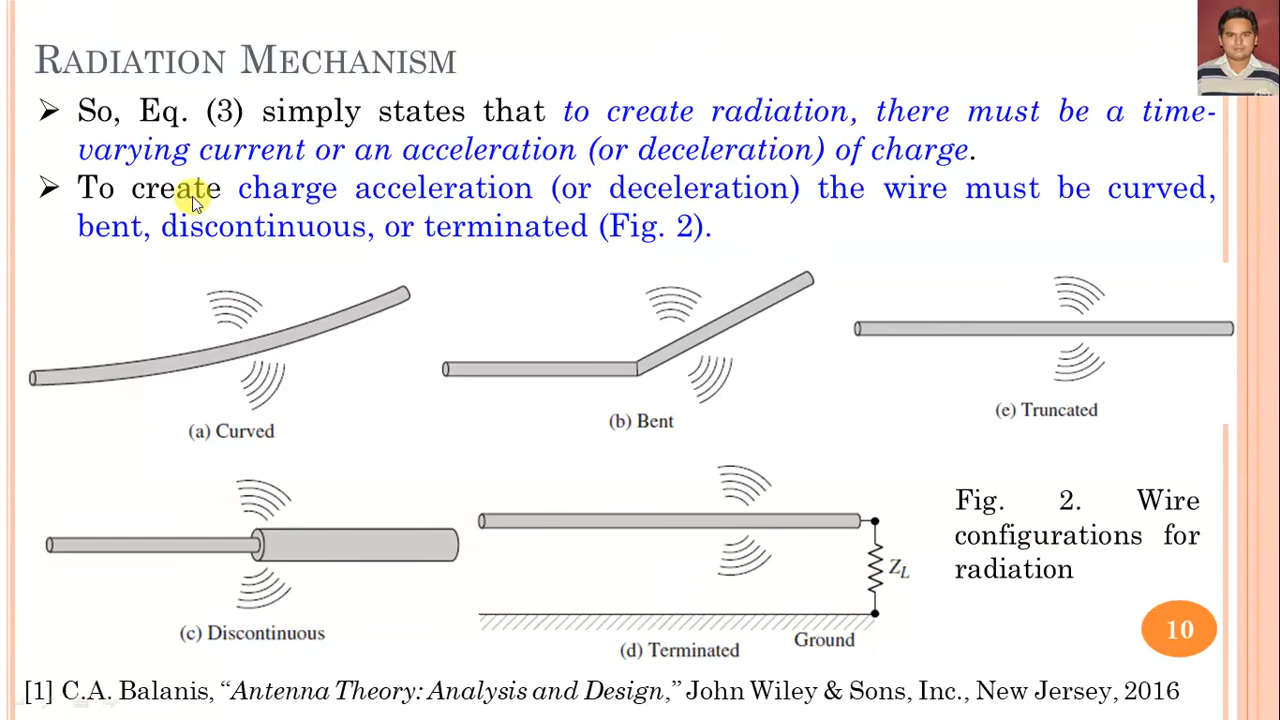 RADIATION MECHANISM
➢ So, Eq. (3) simply states that to create radiation, there must be a time-
varying current or an acceleration (or deceleration) of charge.
➢ To create charge acceleration (or deceleration) the wire must be curved,
bent, discontinuous, or terminated (Fig. 2).
(a) Curved
(b) Bent
(e) Truncated
(c) Discontinuous
Z_L
Ground
(d) Terminated
Fig. 2. Wire
configurations for
radiation
10
[1] C.A. Balanis, “Antenna Theory: Analysis and Design,” John Wiley & Sons, Inc., New Jersey, 2016